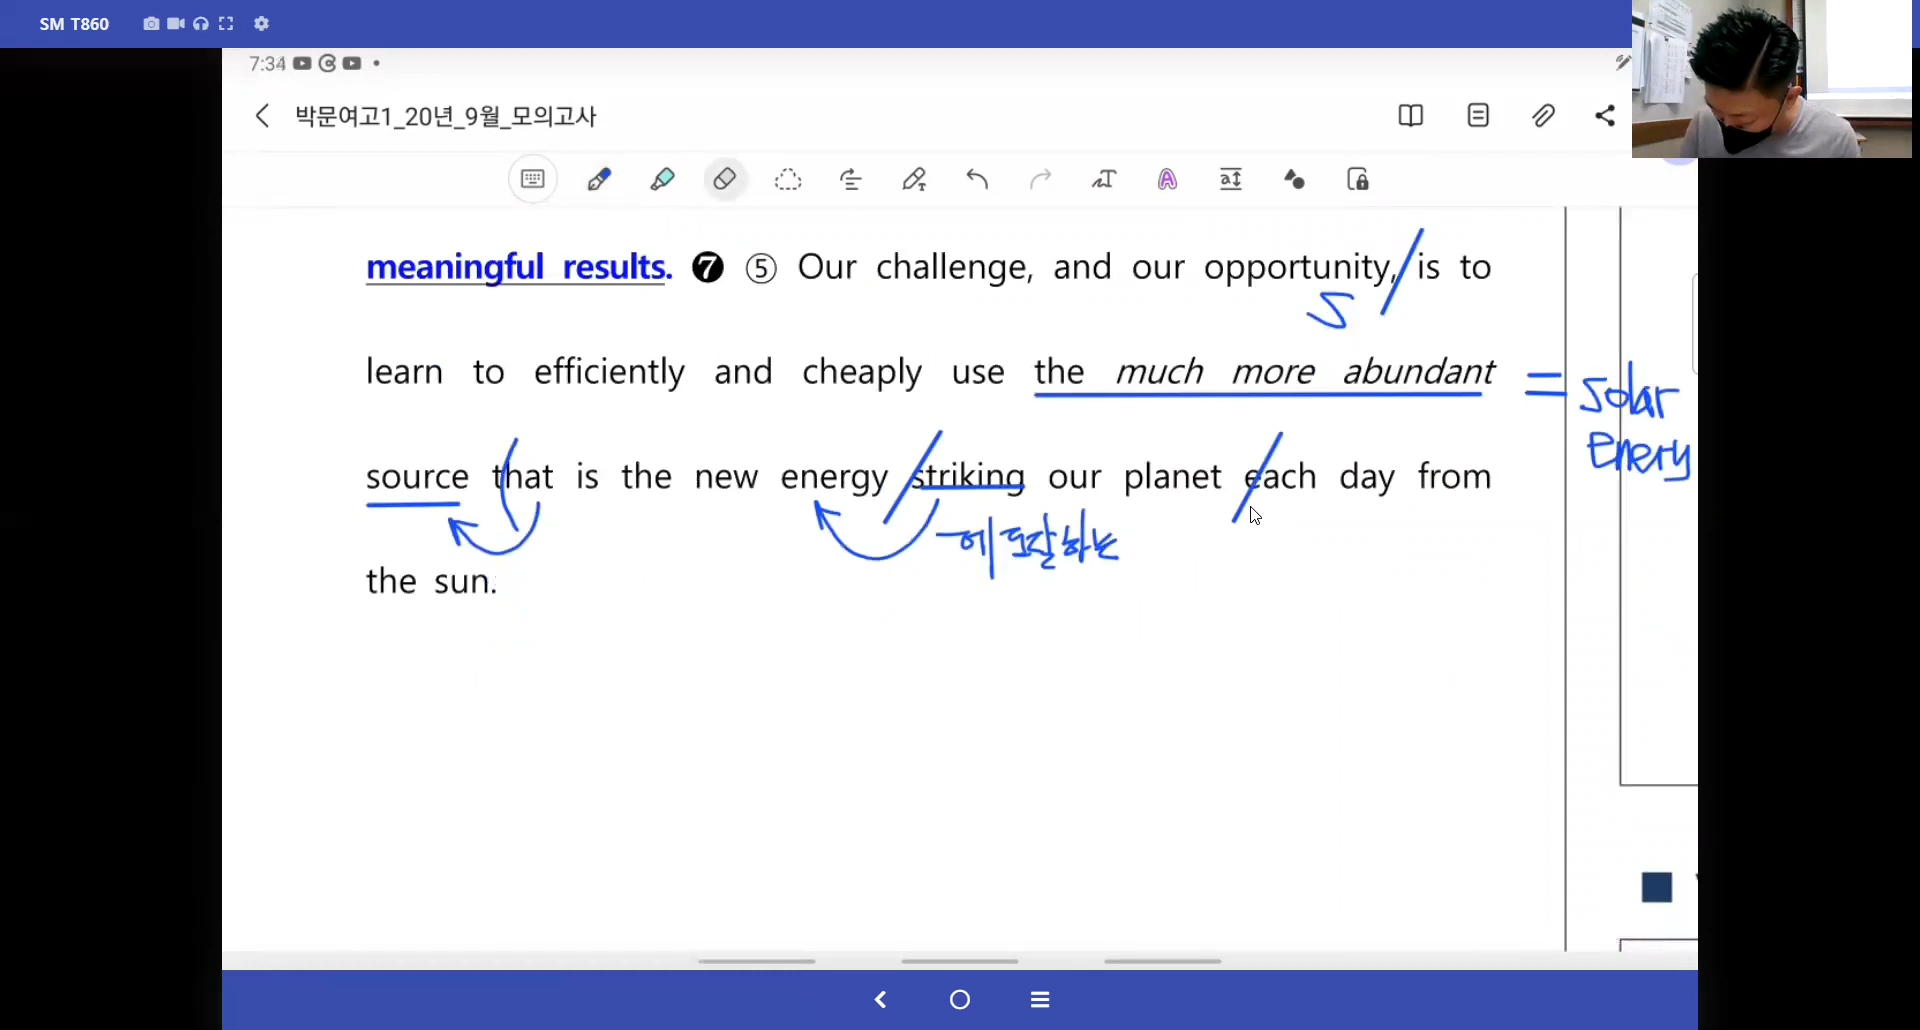 SM T860
7:34
박문여고1_20년_9월_모의고사
meaningful results. ❼ ⑤ Our challenge, and our opportunity, is to
S
learn to efficiently and cheaply use the much more abundant
= solar
Enery
source that is the new energy striking our planet each day from
~에 도달하는
the sun.